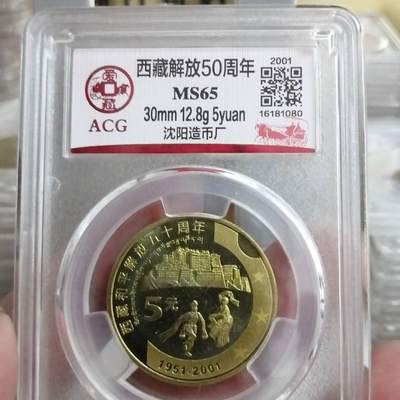 西藏解放50周年
MS65
30mm 12.8g 5yuan
沈阳造币厂
ACG
2001
16181080
西藏和平解放五十周年
5元
1951-2001